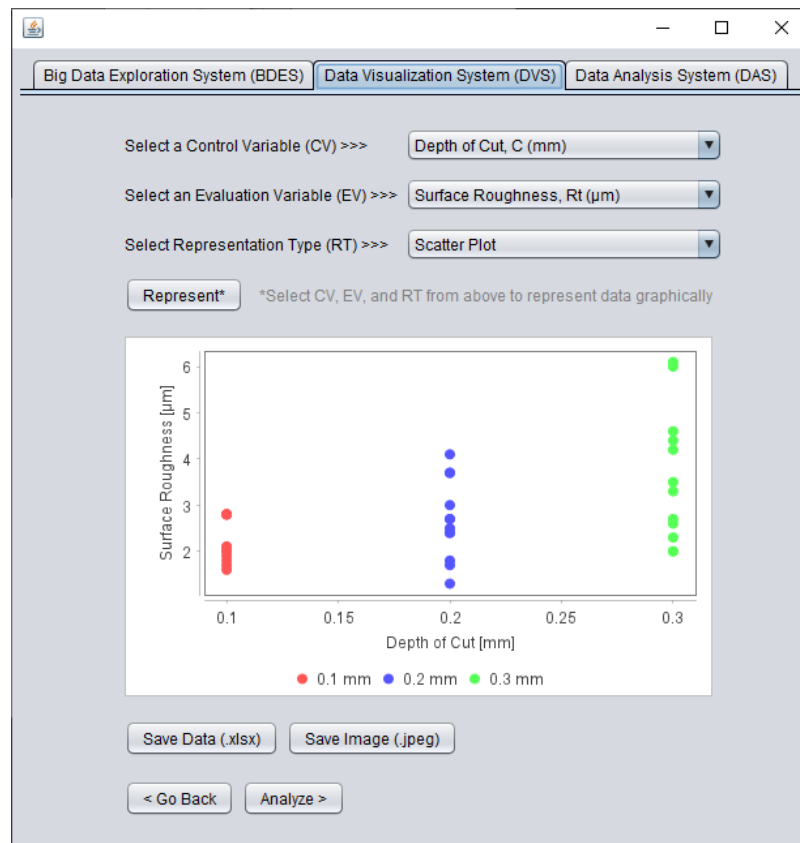 Big Data Exploration System (BDES) Data Visualization System (DVS) Data Analysis System (DAS)
Select a Control Variable (CV) >>> Depth of Cut, C (mm)
Select an Evaluation Variable (EV) >>> Surface Roughness, Rt (μm)
Select Representation Type (RT) >>> Scatter Plot
Represent* *Select CV, EV, and RT from above to represent data graphically
Surface Roughness [μm]
6
5
4
3
2
0.1 0.15 0.2 0.25 0.3
Depth of Cut [mm]
0.1 mm 0.2 mm 0.3 mm
Save Data (.xlsx) Save Image (.jpeg)
< Go Back Analyze >